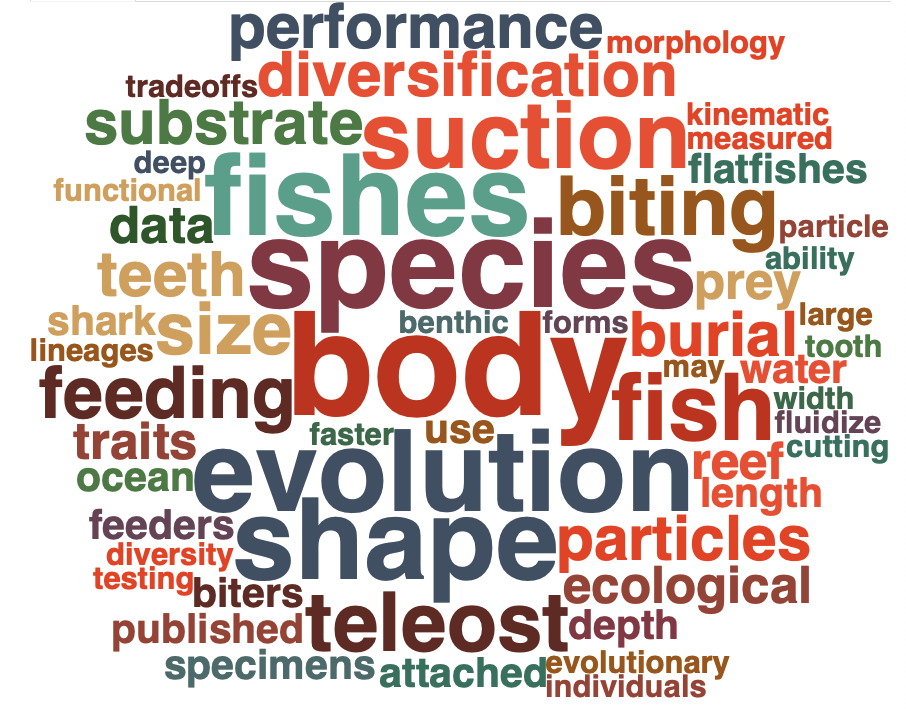 performance
morphology
tradeoffs
diversification
substrate
suction
kinematic
measured
deep
fishes
flatfishes
functional
biting
data
species
particle
ability
teeth
prey
shark
size
benthic
forms
burial
large
lineages
body
tooth
may
water
feeding
fish
width
fluidize
traits
faster
use
cutting
ocean
evolution
reef
length
feeders
shape
particles
diversity
testing
biters
ecological
published
teleost
depth
specimens
attached
evolutionary
individuals